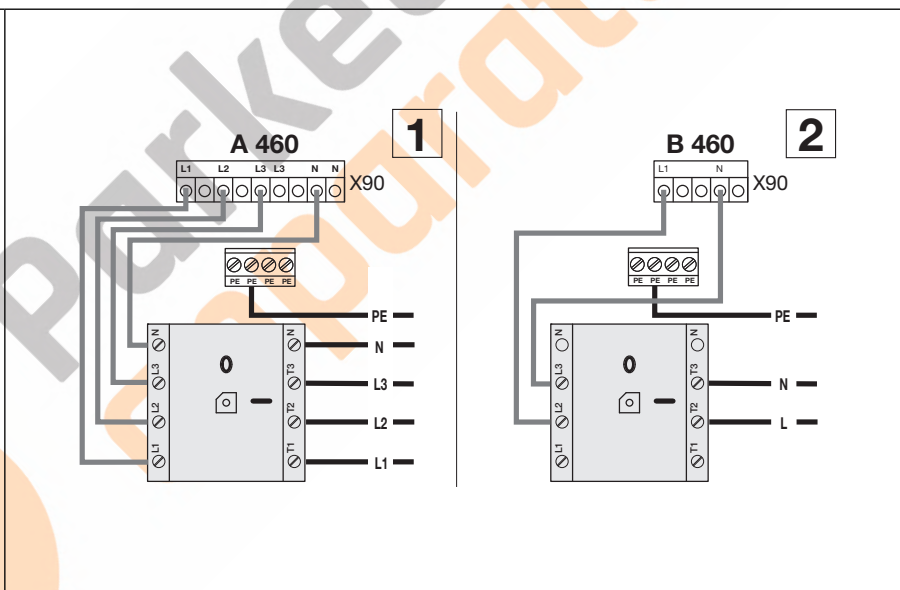 Parketaparati
1
A 460
L1 L2 L3 L3 N N
X90
PE PE PE PE
PE
N N N
L3 T3 L3
L2 T2 L2
L1 T1 L1
0
2
B 460
L1 N
X90
PE PE PE PE
PE
N N
L3 T3 N
L2 T2 L
L1 T1
0